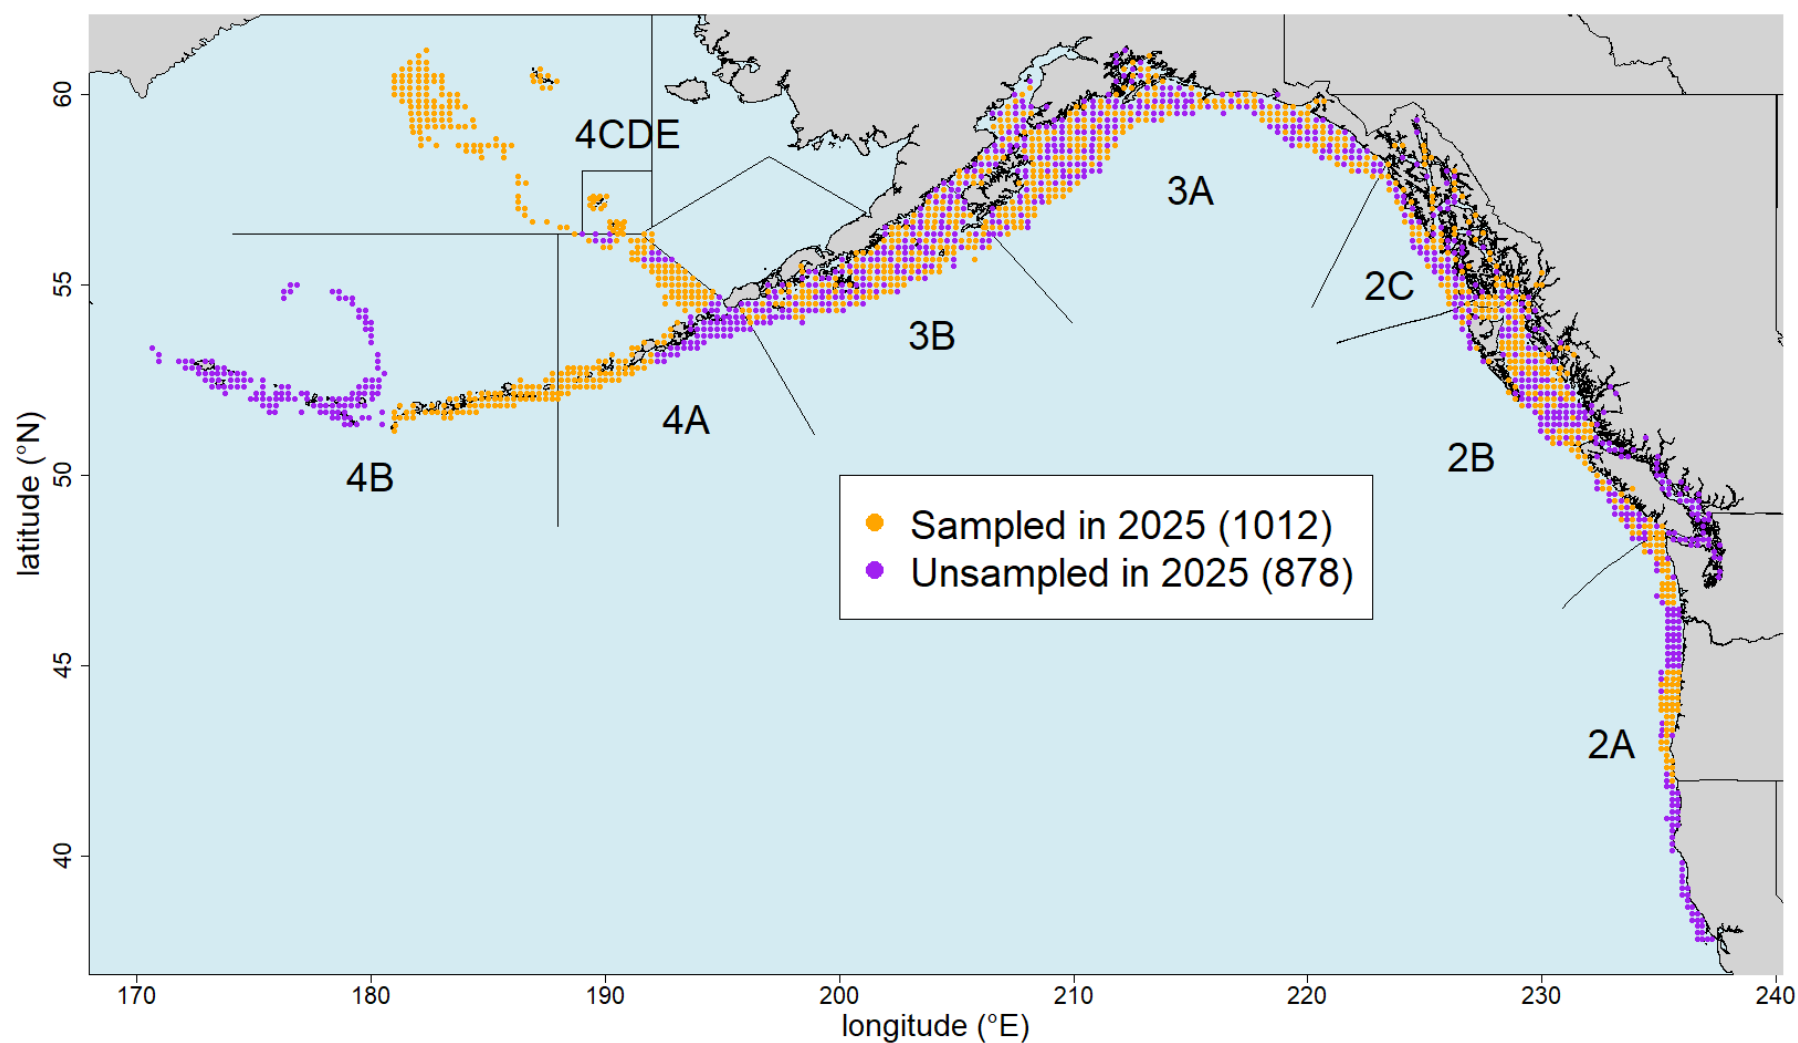 4CDE
3A
2C
3B
4A
2B
4B
2A
Sampled in 2025 (1012)
Unsampled in 2025 (878)
latitude (°N)
60
55
50
45
40
170
180
190
200
210
220
230
240
longitude (°E)